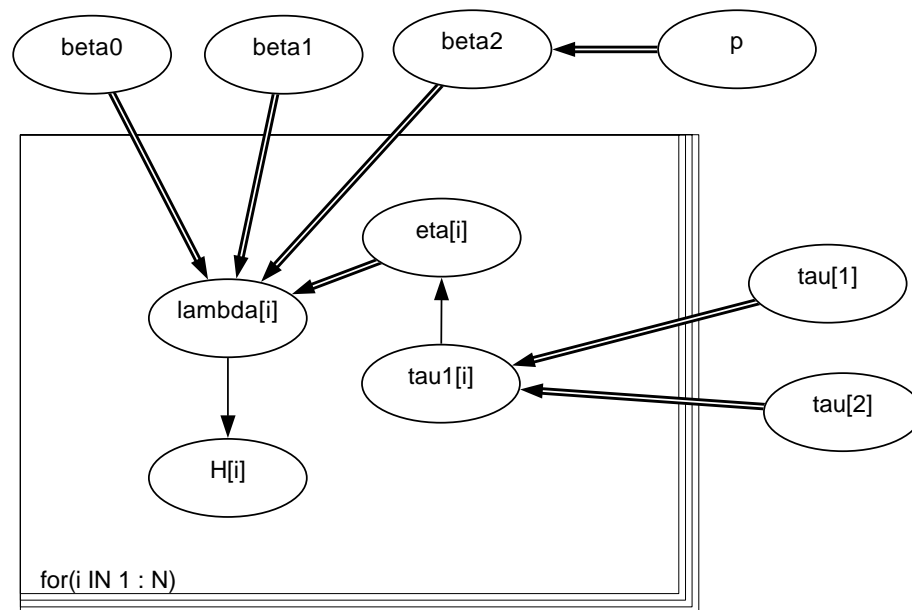 beta0
beta1
beta2
p
eta[i]
tau[1]
lambda[i]
tau1[i]
tau[2]
H[i]
for(i IN 1 : N)